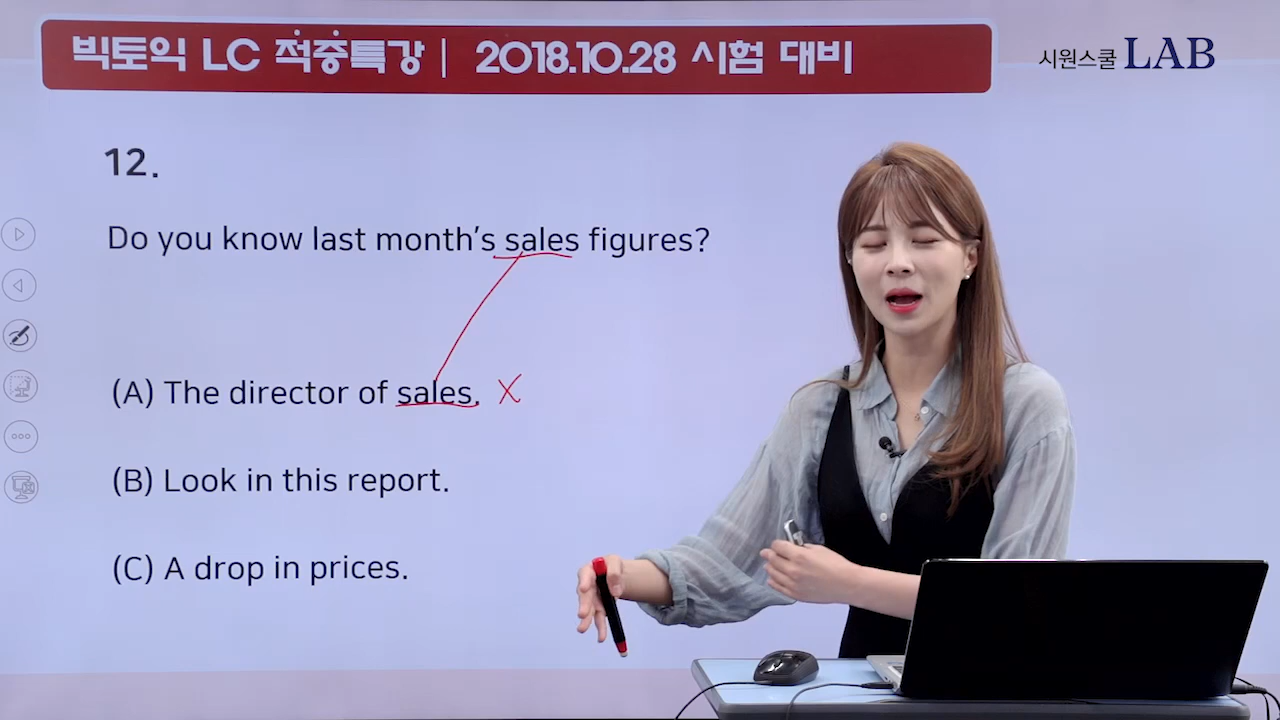 빅토익 LC 적중특강 | 2018.10.28 시험 대비
시원스쿨 LAB
12.
Do you know last month's sales figures?
(A) The director of sales. X
(B) Look in this report.
(C) A drop in prices.